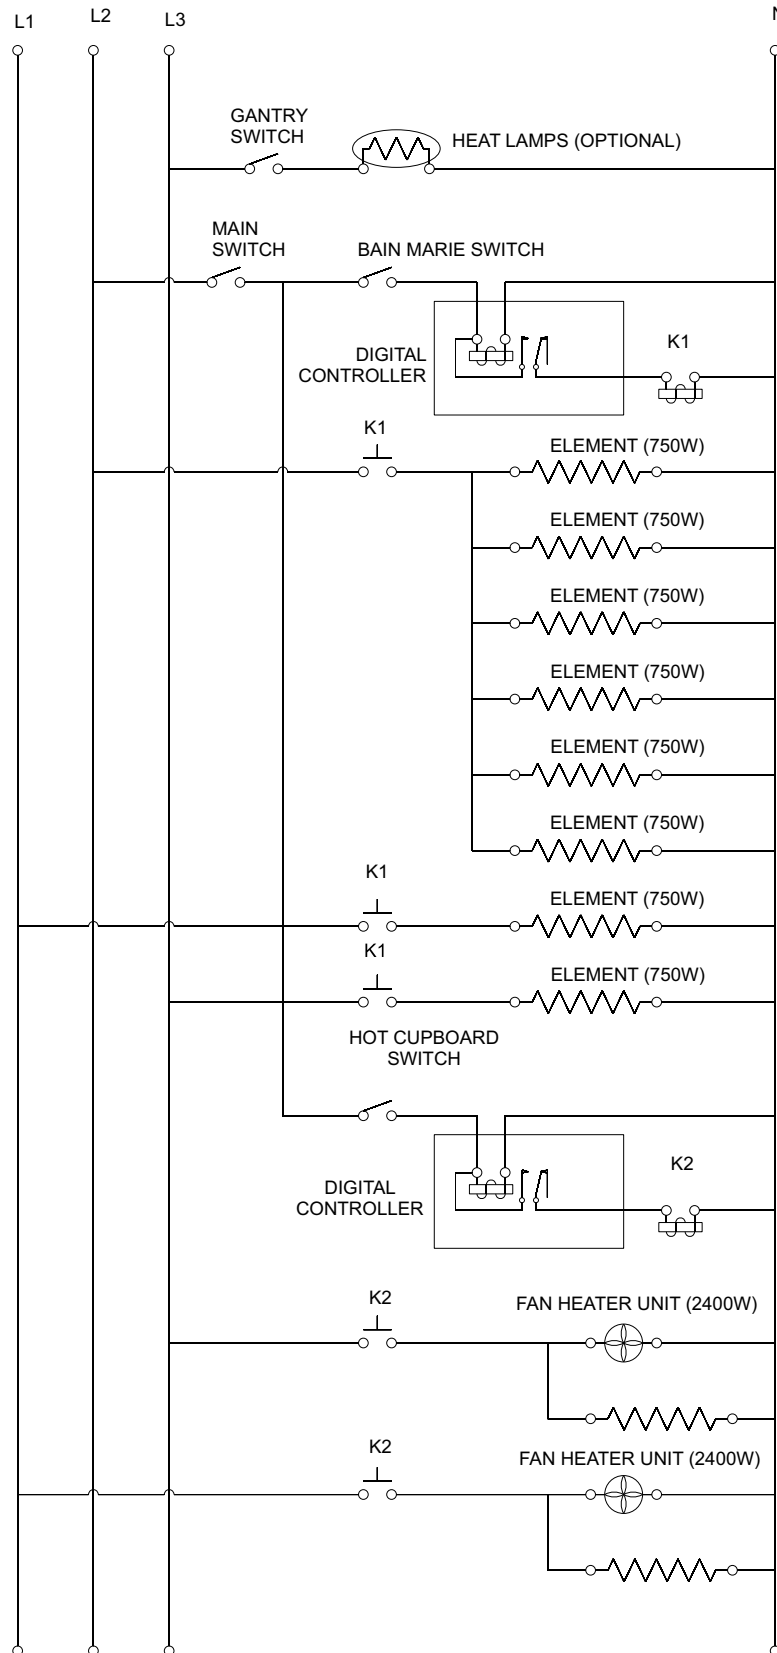 L1
L2
L3
N
GANTRY
SWITCH
HEAT LAMPS (OPTIONAL)
MAIN
SWITCH
BAIN MARIE SWITCH
DIGITAL
CONTROLLER
K1
K1
ELEMENT (750W)
ELEMENT (750W)
ELEMENT (750W)
ELEMENT (750W)
ELEMENT (750W)
ELEMENT (750W)
K1
ELEMENT (750W)
K1
ELEMENT (750W)
HOT CUPBOARD
SWITCH
DIGITAL
CONTROLLER
K2
K2
FAN HEATER UNIT (2400W)
K2
FAN HEATER UNIT (2400W)